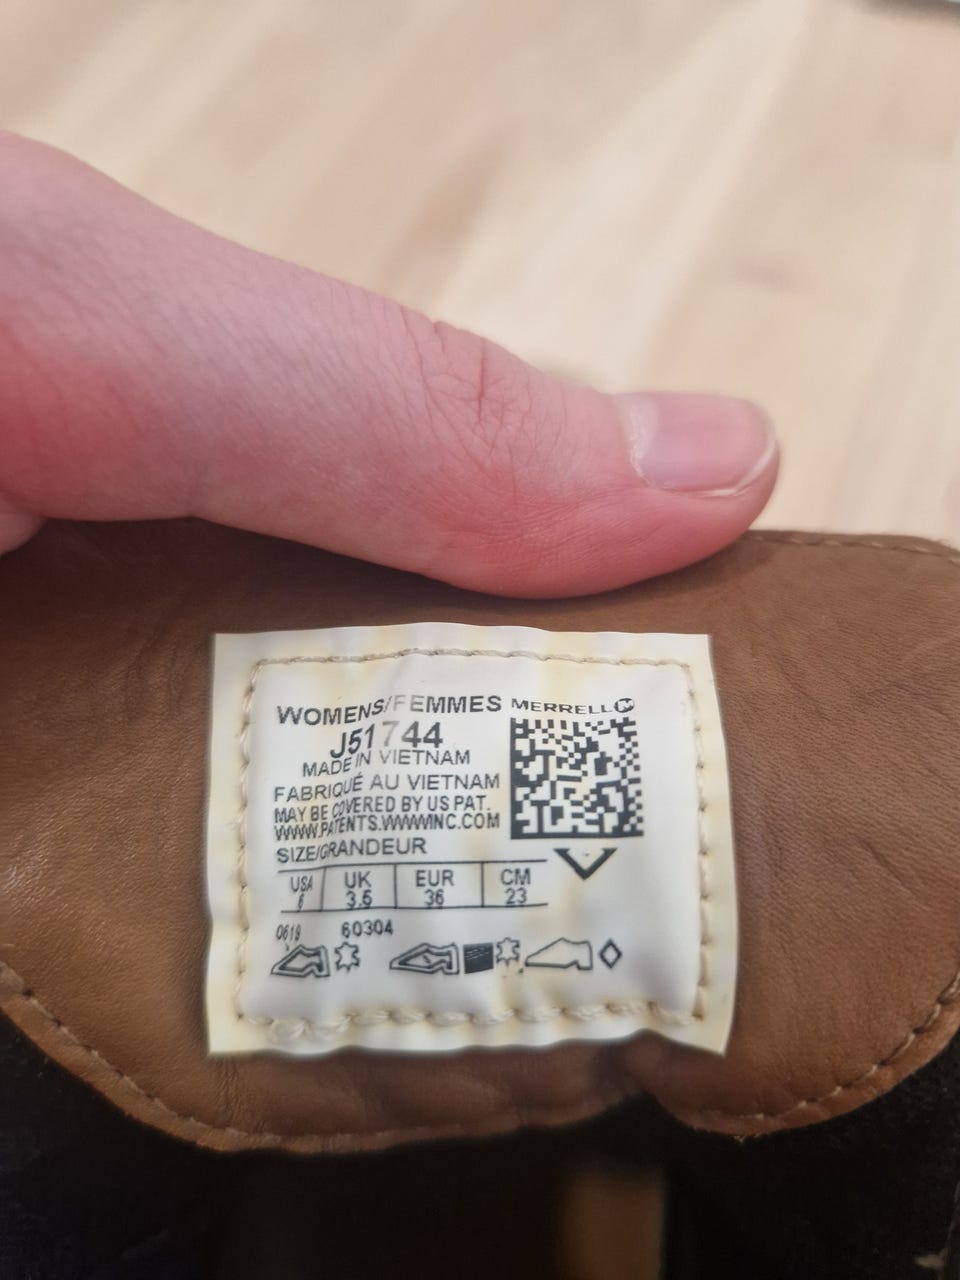 WOMENS/FEMMES MERRELL
J51744
MADE IN VIETNAM
FABRIQUÉ AU VIETNAM
MAY BE COVERED BY US PAT.
WWW.PATENTS.WWWINC.COM
SIZE/GRANDEUR
USA UK EUR CM
6 3.5 36 23
0619 60304